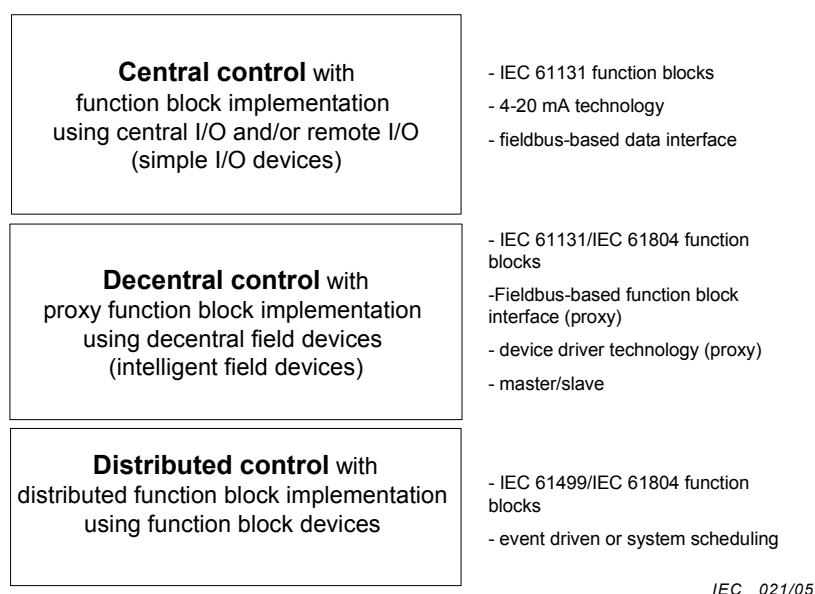 Central control with
function block implementation
using central I/O and/or remote I/O
(simple I/O devices)
- IEC 61131 function blocks
- 4-20 mA technology
- fieldbus-based data interface
Decentral control with
proxy function block implementation
using decentral field devices
(intelligent field devices)
- IEC 61131/IEC 61804 function
blocks
-Fieldbus-based function block
interface (proxy)
- device driver technology (proxy)
- master/slave
Distributed control with
distributed function block implementation
using function block devices
- IEC 61499/IEC 61804 function
blocks
- event driven or system scheduling
IEC 021/05